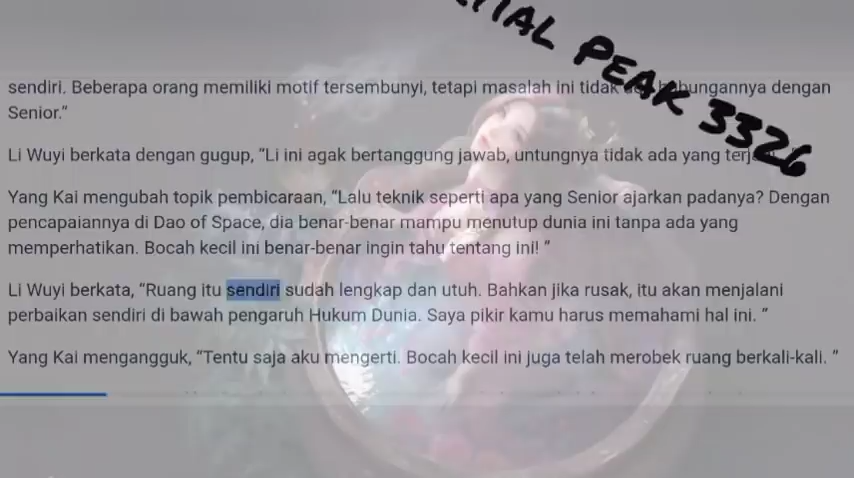 TIAL PEAK 3326
sendiri. Beberapa orang memiliki motif tersembunyi, tetapi masalah ini tidak hubungannya dengan
Senior.”
Li Wuyi berkata dengan gugup, “Li ini agak bertanggung jawab, untungnya tidak ada yang
Yang Kai mengubah topik pembicaraan, “Lalu teknik seperti apa yang Senior ajarkan padanya? Dengan
pencapaiannya di Dao of Space, dia benar-benar mampu menutup dunia ini tanpa ada yang
memperhatikan. Bocah kecil ini benar-benar ingin tahu tentang ini! ”
Li Wuyi berkata, “Ruang itu sendiri sudah lengkap dan utuh. Bahkan jika rusak, itu akan menjalani
perbaikan sendiri di bawah pengaruh Hukum Dunia. Saya pikir kamu harus memahami hal ini. ”
Yang Kai mengangguk, “Tentu saja aku mengerti. Bocah kecil ini juga telah merobek ruang berkali-kali. ”